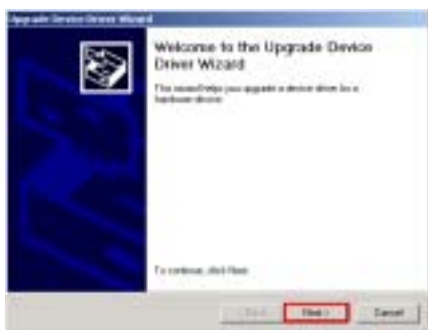 Upgrade Device Driver Wizard
Welcome to the Upgrade Device
Driver Wizard
This wizard helps you upgrade a device driver for a
hardware device.
To continue, click Next.
< Back
Next >
Cancel